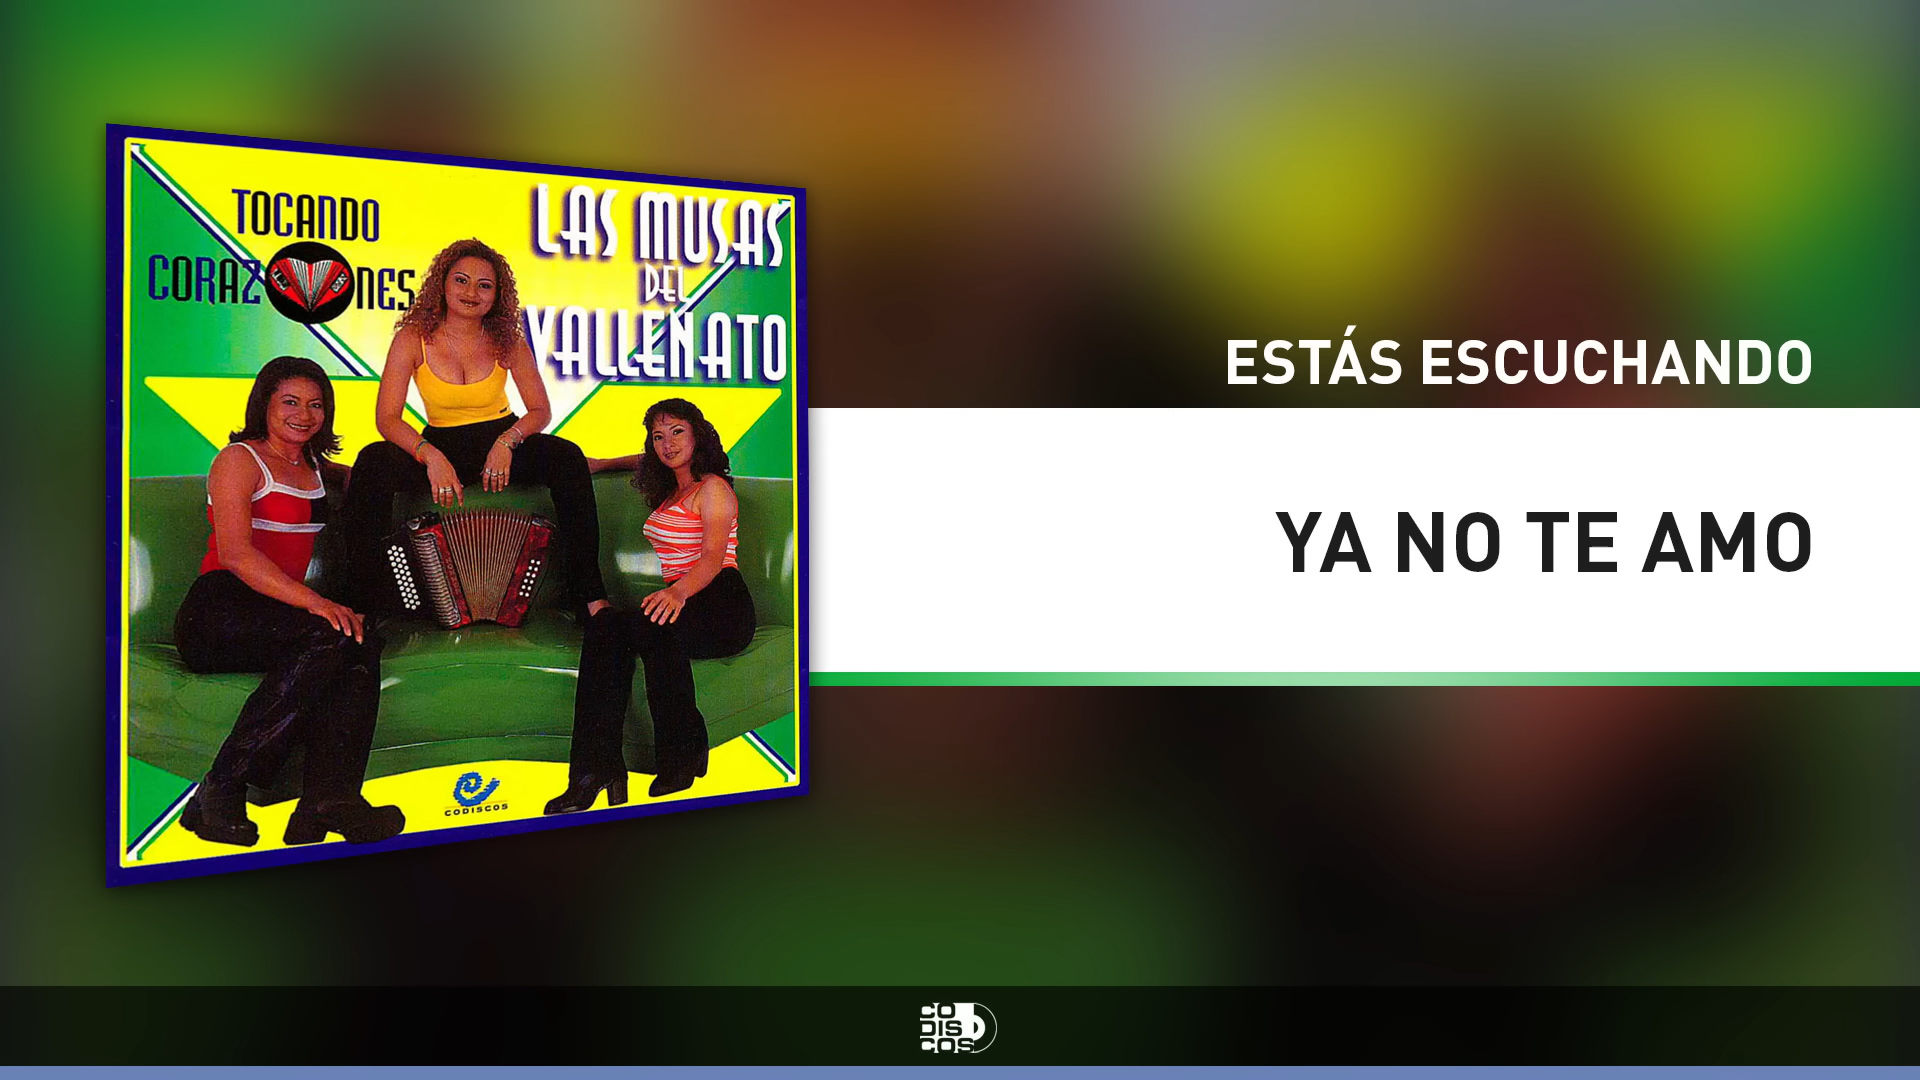 TOCANDO
CORAZONES
LAS MUSAS
DEL
VALLENATO
CODISCOS
ESTÁS ESCUCHANDO
YA NO TE AMO
CO
DIS
COS